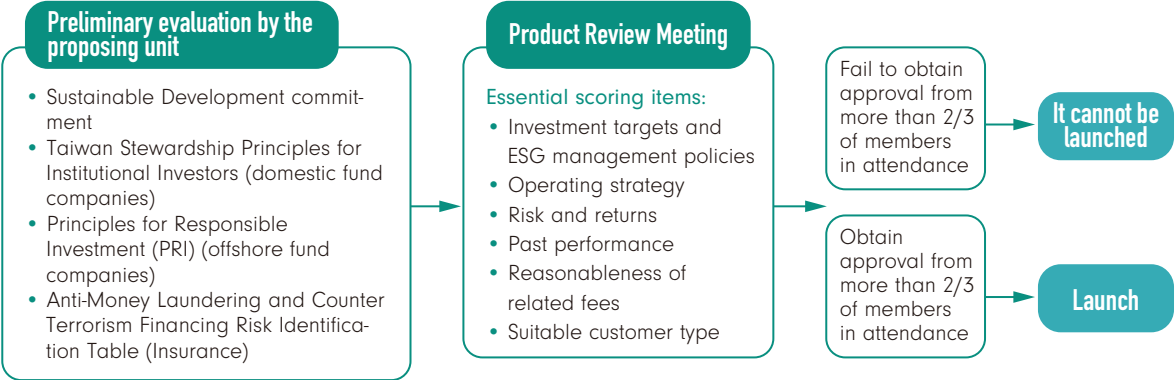 Preliminary evaluation by the
proposing unit
• Sustainable Development commit-
ment
• Taiwan Stewardship Principles for
Institutional Investors (domestic fund
companies)
• Principles for Responsible
Investment (PRI) (offshore fund
companies)
• Anti-Money Laundering and Counter
Terrorism Financing Risk Identifica-
tion Table (Insurance)
Product Review Meeting
Essential scoring items:
• Investment targets and
ESG management policies
• Operating strategy
• Risk and returns
• Past performance
• Reasonableness of
related fees
• Suitable customer type
Fail to obtain
approval from
more than 2/3
of members
in attendance
It cannot be
launched
Obtain
approval from
more than 2/3
of members
in attendance
Launch